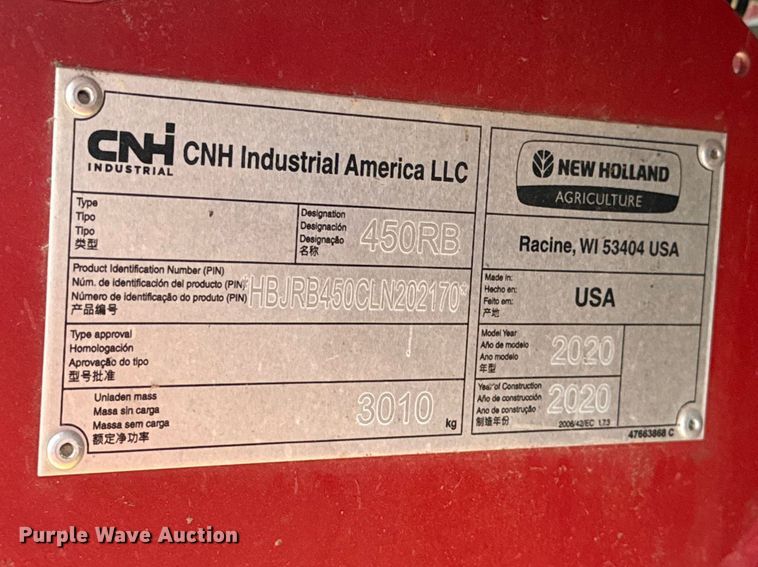 CNH INDUSTRIAL CNH Industrial America LLC
NEW HOLLAND
AGRICULTURE
Racine, WI 53404 USA
Type
Tipo
Tipo
类型
Designation
Designación
Designação
名称
450RB
Product Identification Number (PIN)
Núm. de identificación del producto (PIN)
Número de identificação do produto (PIN)
产品编号
*HBJRB450CLN202170*
Made in:
Hecho en:
Feito em:
产地
USA
Type approval
Homologación
Aprovação do tipo
型号批准
Model Year
Año de modelo
Ano modelo
年型
2020
Unladen mass
Masa sin carga
Massa sem carga
额定净功率
3010 kg
Year of Construction
Año de construcción
Ano de construção
制造年份
2020
2006/42/EC 1.7.3
47663868 C
Purple Wave Auction